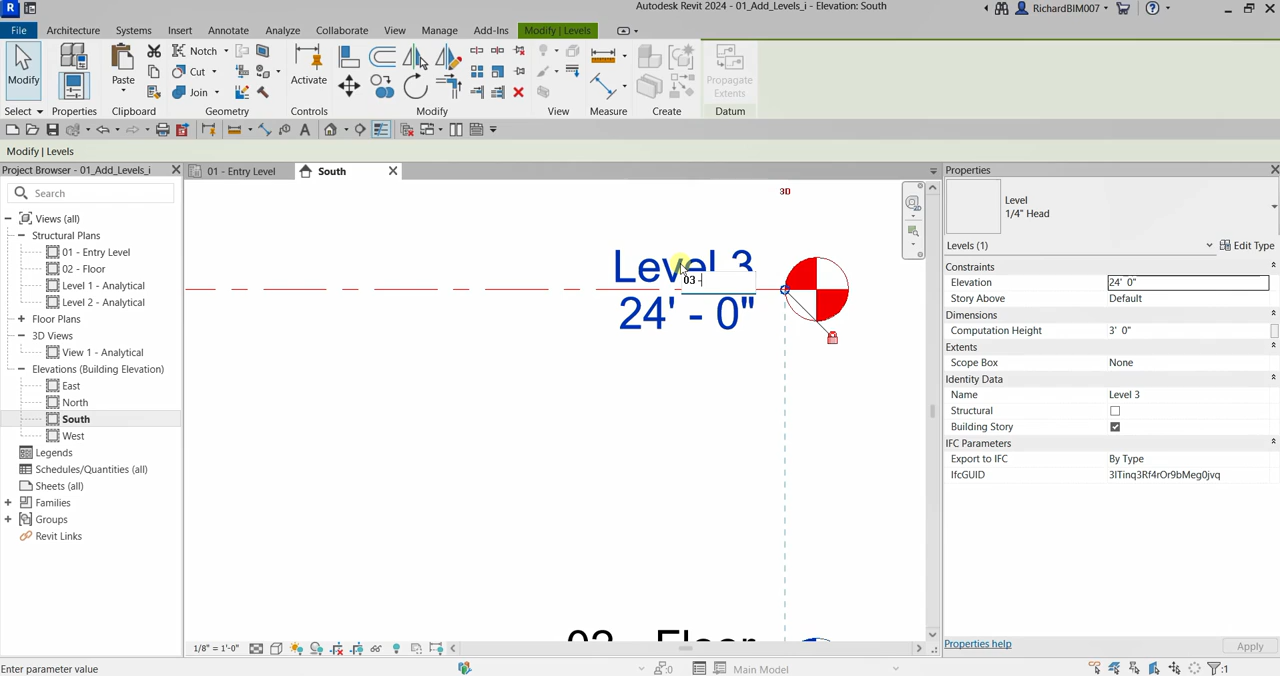 Autodesk Revit 2024 - 01_Add_Levels_i - Elevation: South
RichardBIM007
File Architecture Systems Insert Annotate Analyze Collaborate View Manage Add-Ins Modify | Levels
Modify
Properties
Paste
Notch
Cut
Join
Activate
Propagate
Extents
Select Properties Clipboard Geometry Controls Modify View Measure Create Datum
Modify | Levels
Project Browser - 01_Add_Levels_i
Search
Views (all)
Structural Plans
01 - Entry Level
02 - Floor
Level 1 - Analytical
Level 2 - Analytical
Floor Plans
3D Views
View 1 - Analytical
Elevations (Building Elevation)
East
North
South
West
Legends
Schedules/Quantities (all)
Sheets (all)
Families
Groups
Revit Links
01 - Entry Level
South
3D
Level 3
03 -
24' - 0"
Properties
Level
1/4" Head
Levels (1)
Edit Type
Constraints
Elevation 24' 0"
Story Above Default
Dimensions
Computation Height 3' 0"
Extents
Scope Box None
Identity Data
Name Level 3
Structural
Building Story
IFC Parameters
Export to IFC By Type
IfcGUID 3ITinq3Rf4rOr9bMeg0jvq
Properties help
Apply
1/8" = 1'-0"
Enter parameter value
:0
Main Model
:1